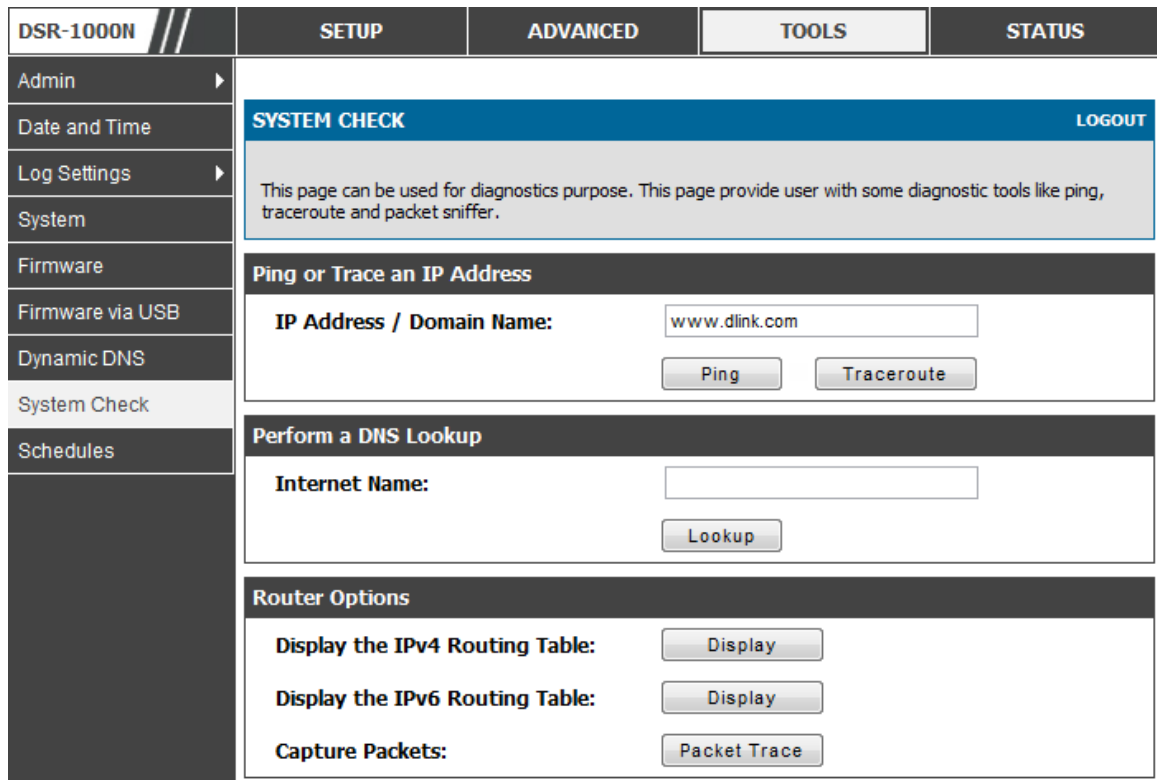 DSR-1000N
SETUP
ADVANCED
TOOLS
STATUS
Admin
Date and Time
Log Settings
System
Firmware
Firmware via USB
Dynamic DNS
System Check
Schedules
SYSTEM CHECK
LOGOUT
This page can be used for diagnostics purpose. This page provide user with some diagnostic tools like ping,
traceroute and packet sniffer.
Ping or Trace an IP Address
IP Address / Domain Name:
www.dlink.com
Ping
Traceroute
Perform a DNS Lookup
Internet Name:
Lookup
Router Options
Display the IPv4 Routing Table:
Display
Display the IPv6 Routing Table:
Display
Capture Packets:
Packet Trace